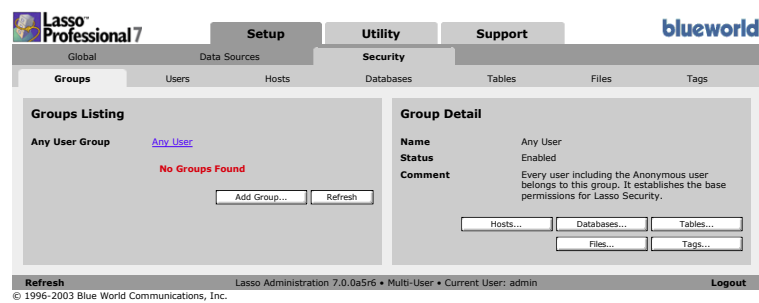 Lasso™
Professional 7
Setup
Utility
Support
blueworld
Global
Data Sources
Security
Groups
Users
Hosts
Databases
Tables
Files
Tags
Groups Listing
Any User Group
Any User
No Groups Found
Add Group...
Refresh
Group Detail
Name
Any User
Status
Enabled
Comment
Every user including the Anonymous user
belongs to this group. It establishes the base
permissions for Lasso Security.
Hosts...
Databases...
Tables...
Files...
Tags...
Refresh
Lasso Administration 7.0.0a5r6 • Multi-User • Current User: admin
Logout
© 1996-2003 Blue World Communications, Inc.